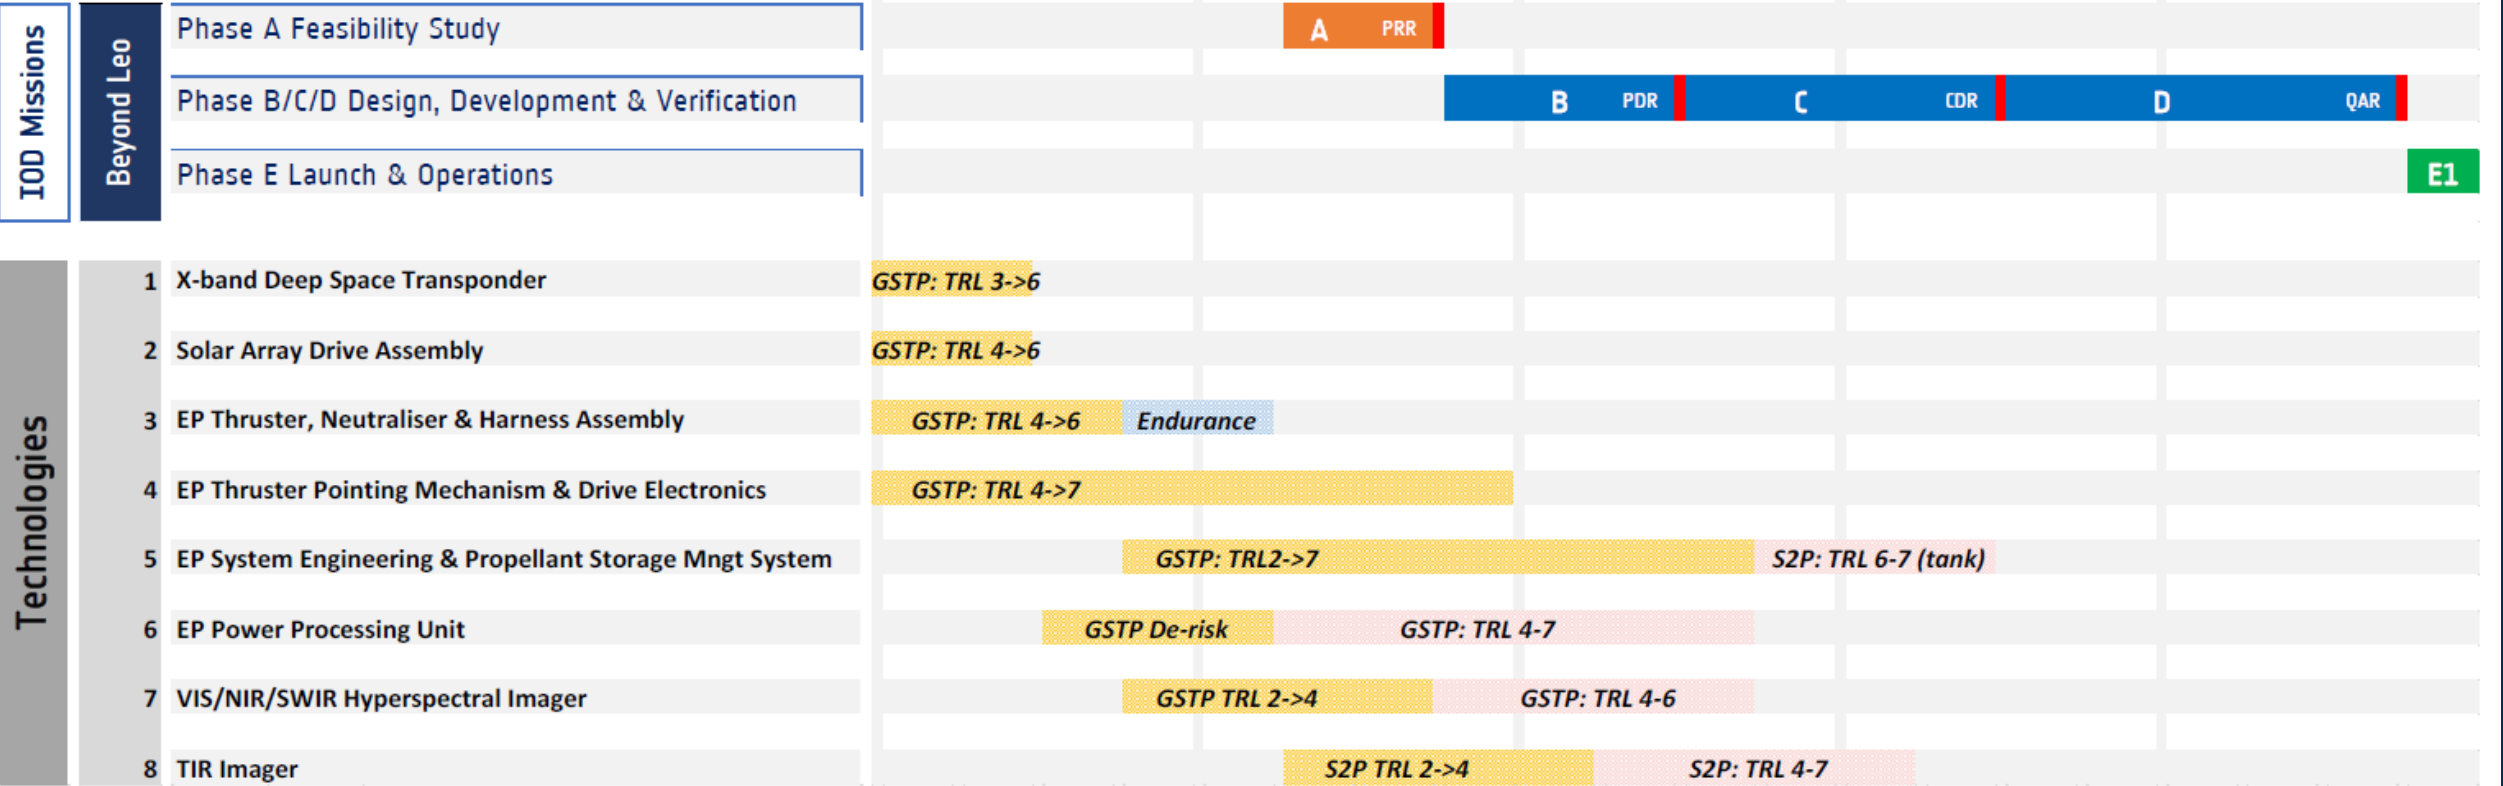 IOD Missions
Beyond Leo
Phase A Feasibility Study
A PRR
Phase B/C/D Design, Development & Verification
B PDR C CDR D QAR
Phase E Launch & Operations
E1
Technologies
1 X-band Deep Space Transponder GSTP: TRL 3->6
2 Solar Array Drive Assembly GSTP: TRL 4->6
3 EP Thruster, Neutraliser & Harness Assembly GSTP: TRL 4->6 Endurance
4 EP Thruster Pointing Mechanism & Drive Electronics GSTP: TRL 4->7
5 EP System Engineering & Propellant Storage Mngt System GSTP: TRL2->7 S2P: TRL 6-7 (tank)
6 EP Power Processing Unit GSTP De-risk GSTP: TRL 4-7
7 VIS/NIR/SWIR Hyperspectral Imager GSTP TRL 2->4 GSTP: TRL 4-6
8 TIR Imager S2P TRL 2->4 S2P: TRL 4-7